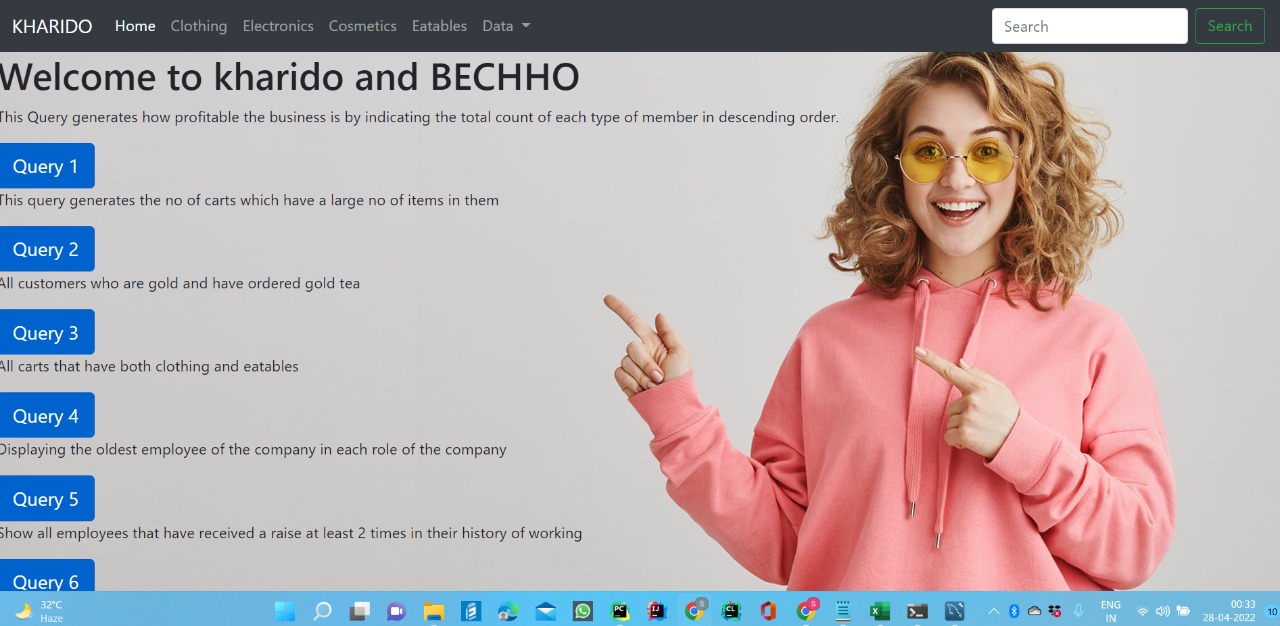 KHARIDO Home Clothing Electronics Cosmetics Eatables Data Search Search
Welcome to kharido and BECHHO
This Query generates how profitable the business is by indicating the total count of each type of member in descending order.
Query 1
This query generates the no of carts which have a large no of items in them
Query 2
All customers who are gold and have ordered gold tea
Query 3
All carts that have both clothing and eatables
Query 4
Displaying the oldest employee of the company in each role of the company
Query 5
Show all employees that have received a raise at least 2 times in their history of working
Query 6
32°C
Haze
PC
IJ
S
CL
S
ENG
IN
00:33
28-04-2022
10